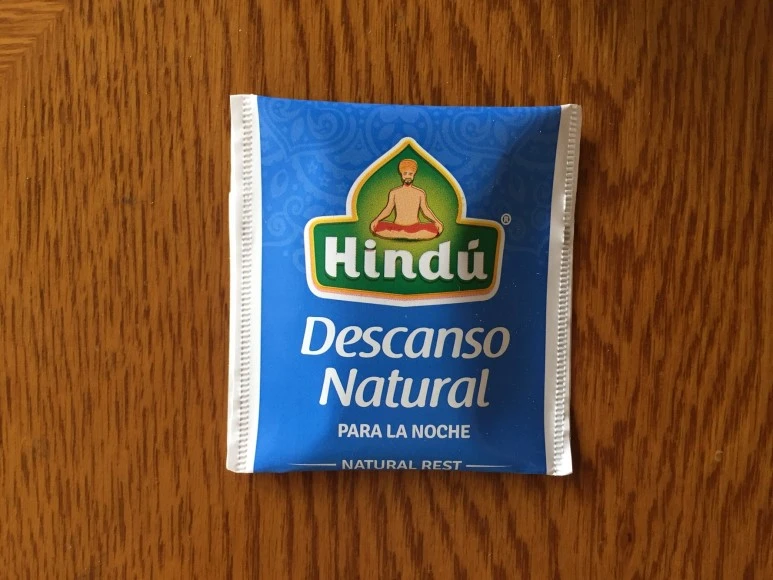 Hindú
®
Descanso
Natural
PARA LA NOCHE
NATURAL REST